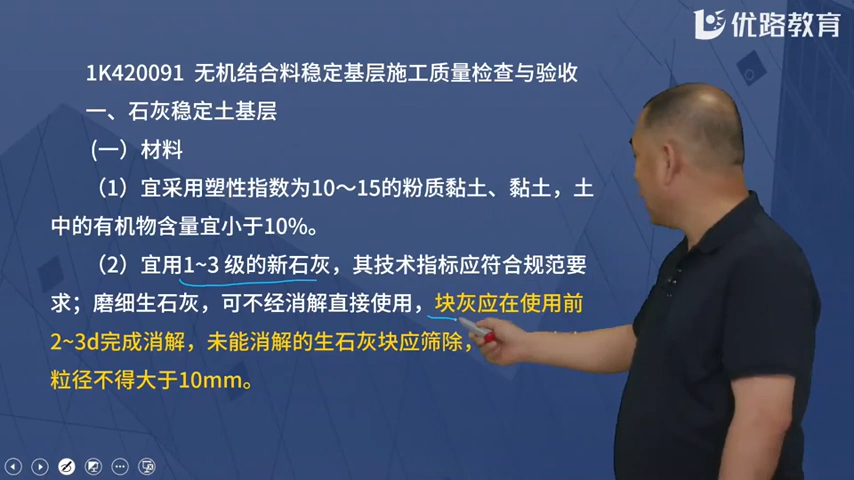 优路教育
1K420091 无机结合料稳定基层施工质量检查与验收
一、石灰稳定土基层
(一）材料
（1）宜采用塑性指数为10～15的粉质黏土、黏土，土
中的有机物含量宜小于10%。
（2）宜用1~3 级的新石灰，其技术指标应符合规范要
求；磨细生石灰，可不经消解直接使用，块灰应在使用前
2~3d完成消解，未能消解的生石灰块应筛除，
粒径不得大于10mm。